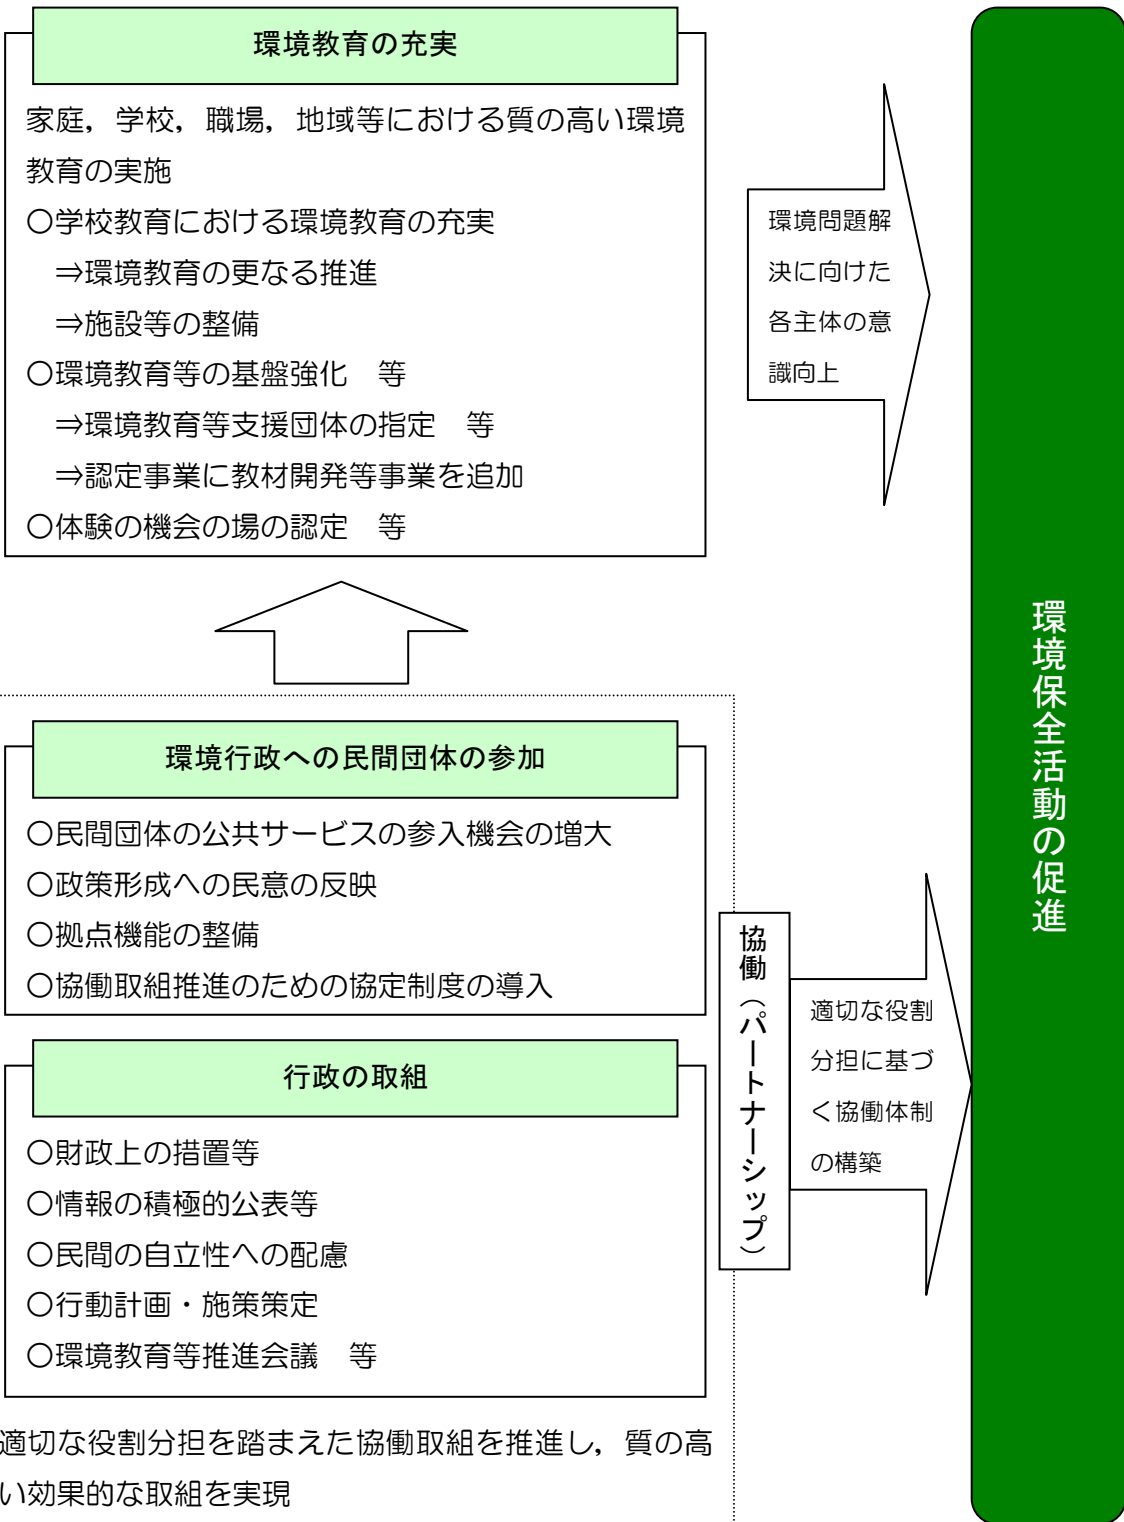 環境教育の充実
家庭，学校，職場，地域等における質の高い環境
教育の実施
〇学校教育における環境教育の充実
⇒環境教育の更なる推進
⇒施設等の整備
〇環境教育等の基盤強化　等
⇒環境教育等支援団体の指定　等
⇒認定事業に教材開発等事業を追加
〇体験の機会の場の認定　等
環境問題解
決に向けた
各主体の意
識向上
環境行政への民間団体の参加
〇民間団体の公共サービスの参入機会の増大
〇政策形成への民意の反映
〇拠点機能の整備
〇協働取組推進のための協定制度の導入
行政の取組
〇財政上の措置等
〇情報の積極的公表等
〇民間の自立性への配慮
〇行動計画・施策策定
〇環境教育等推進会議　等
適切な役割分担を踏まえた協働取組を推進し，質の高
い効果的な取組を実現
協働（パートナーシップ）
適切な役割
分担に基づ
く協働体制
の構築
環境保全活動の促進